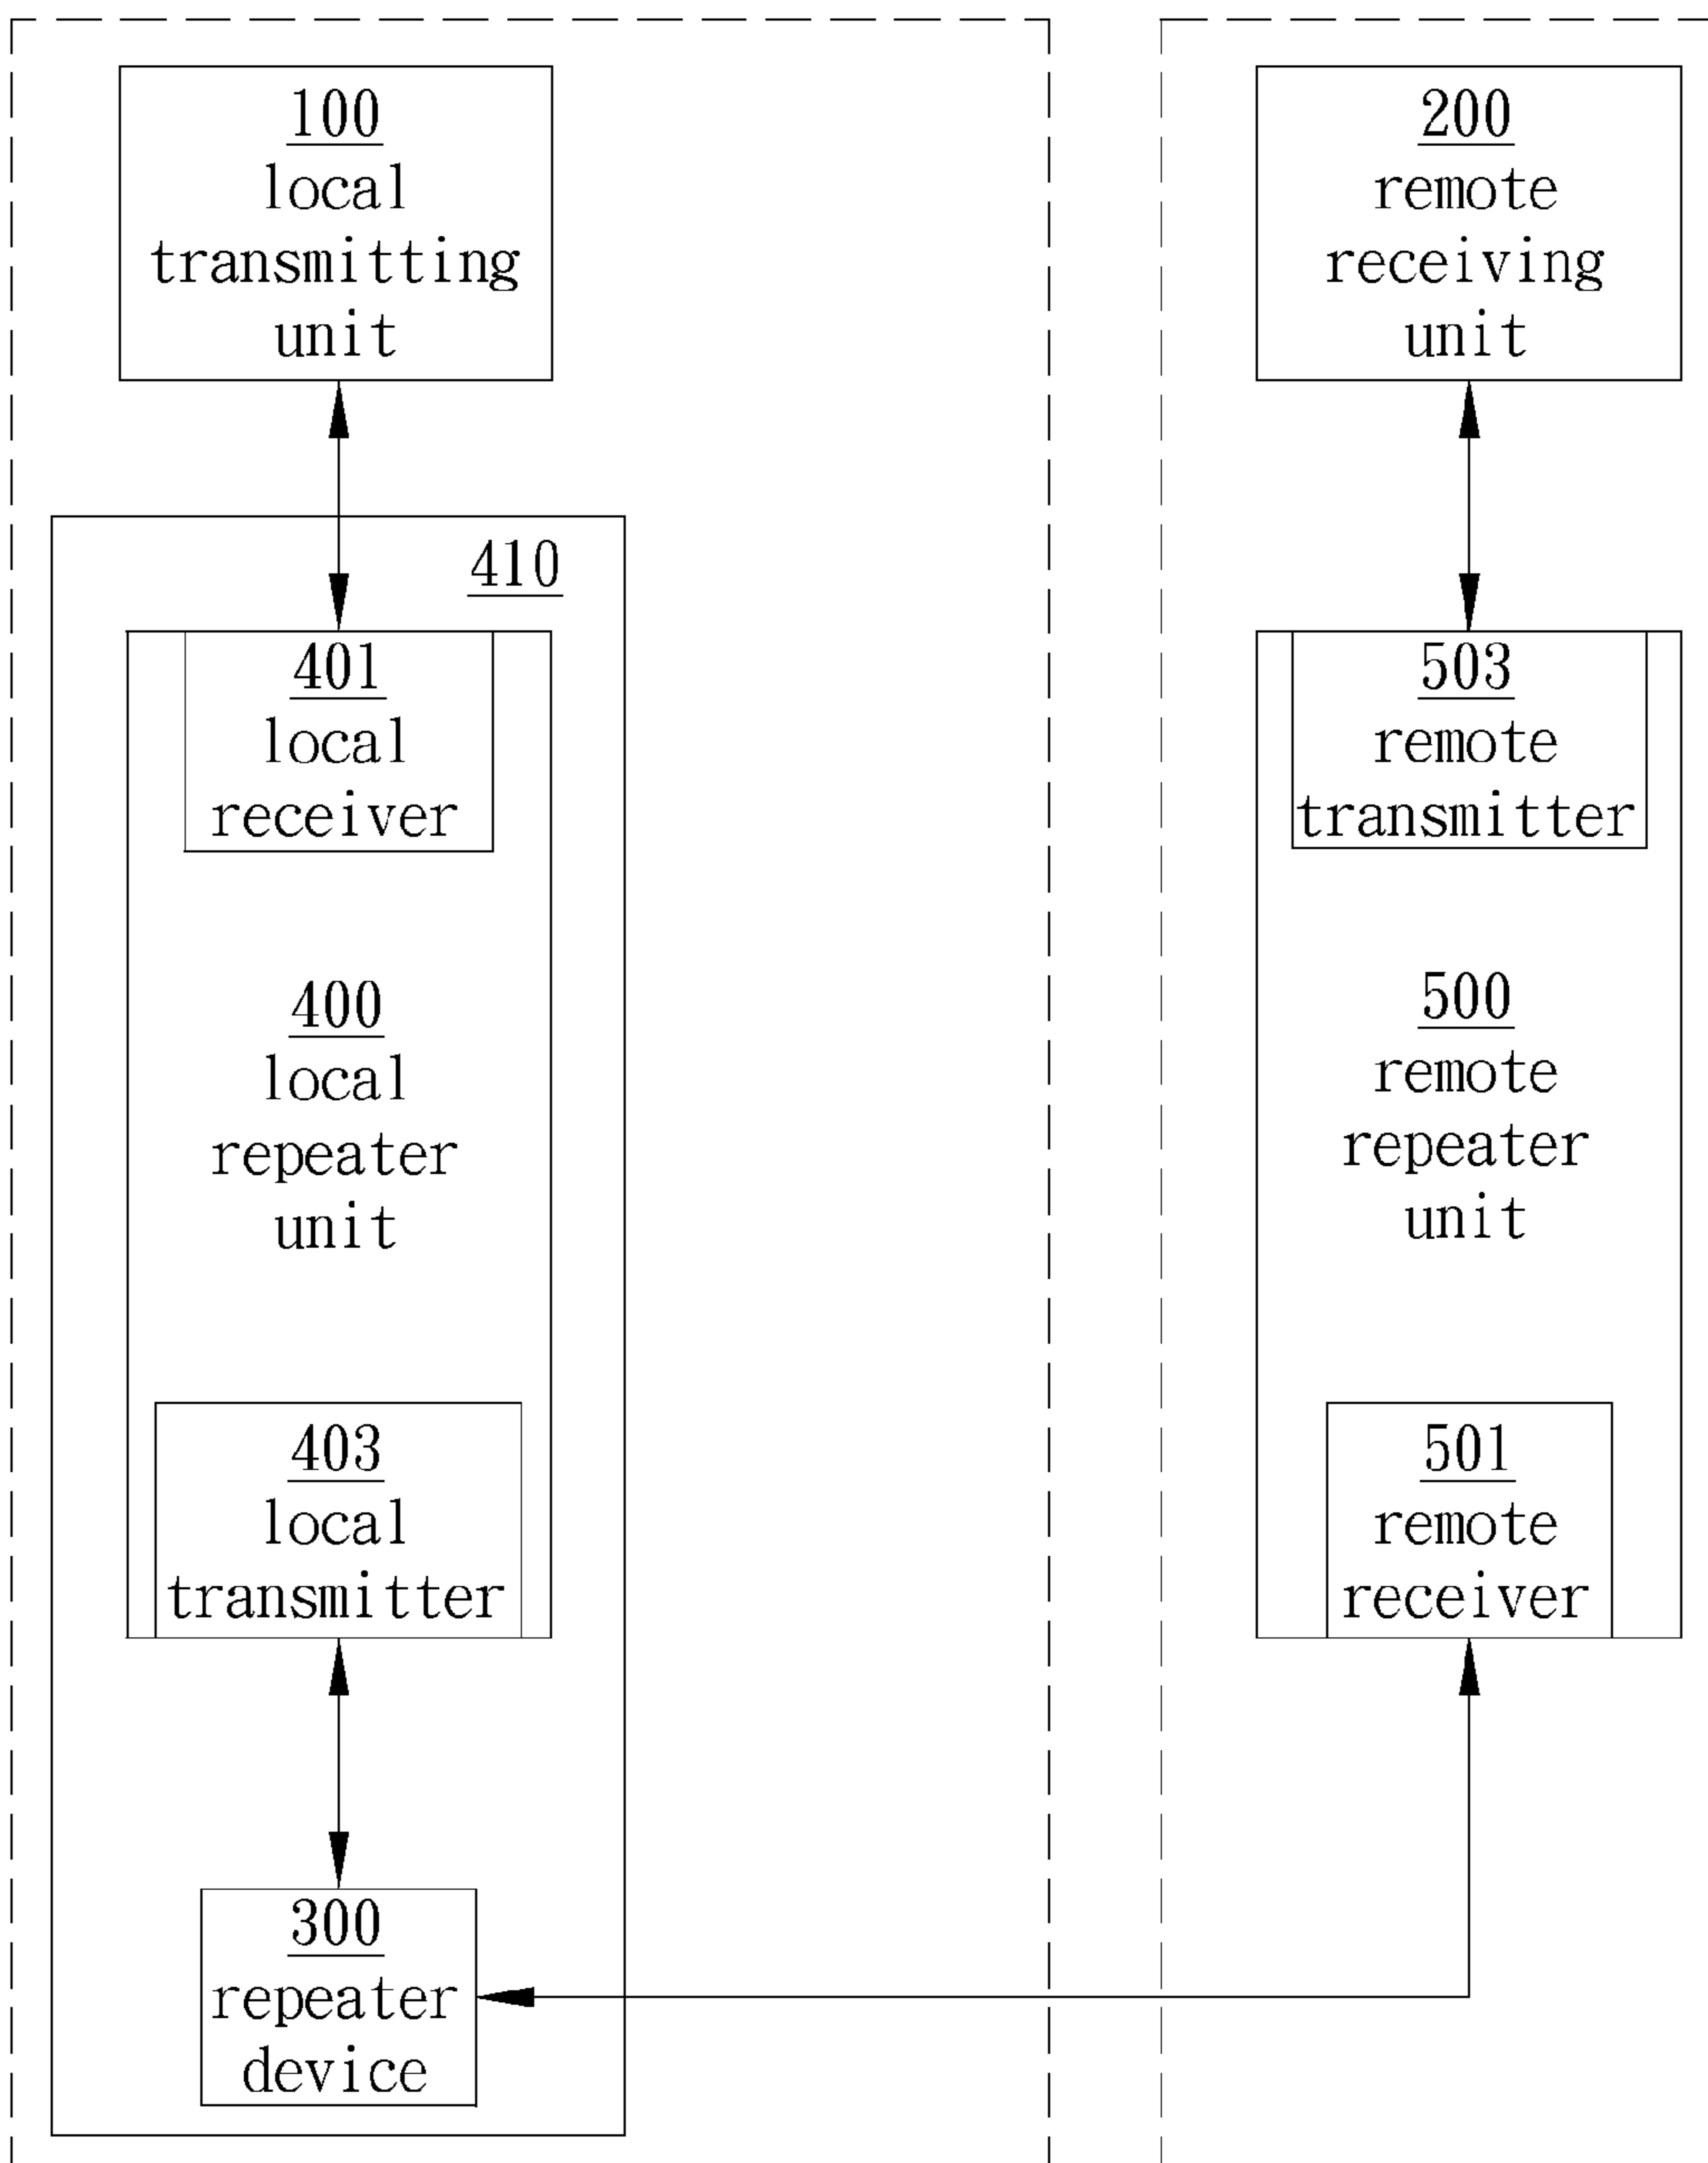 100
local
transmitting
unit
410
401
local
receiver
400
local
repeater
unit
403
local
transmitter
300
repeater
device
200
remote
receiving
unit
503
remote
transmitter
500
remote
repeater
unit
501
remote
receiver